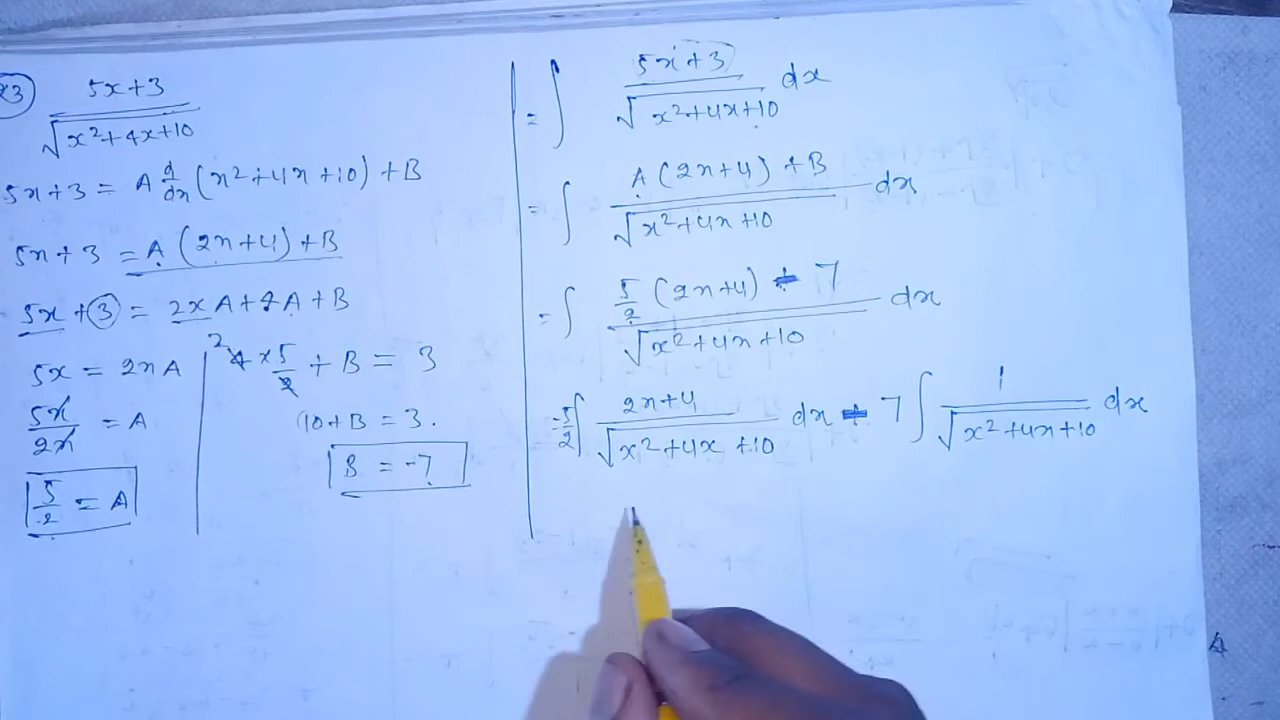 23) 5x+3 / √x²+4x+10
5x+3 = A d/dx (x²+4x+10) + B
5x+3 = A (2x+4) + B
5x + 3 = 2xA + 4A + B
5x = 2xA
5x/2x = A
5/2 = A
2 4 × 5/2 + B = 3
10+B = 3.
B = -7
= ∫ 5x+3 / √x²+4x+10 dx
= ∫ A (2x+4) + B / √x²+4x+10 dx
= ∫ 5/2 (2x+4) - 7 / √x²+4x+10 dx
= 5/2 ∫ 2x+4 / √x²+4x+10 dx - 7 ∫ 1 / √x²+4x+10 dx